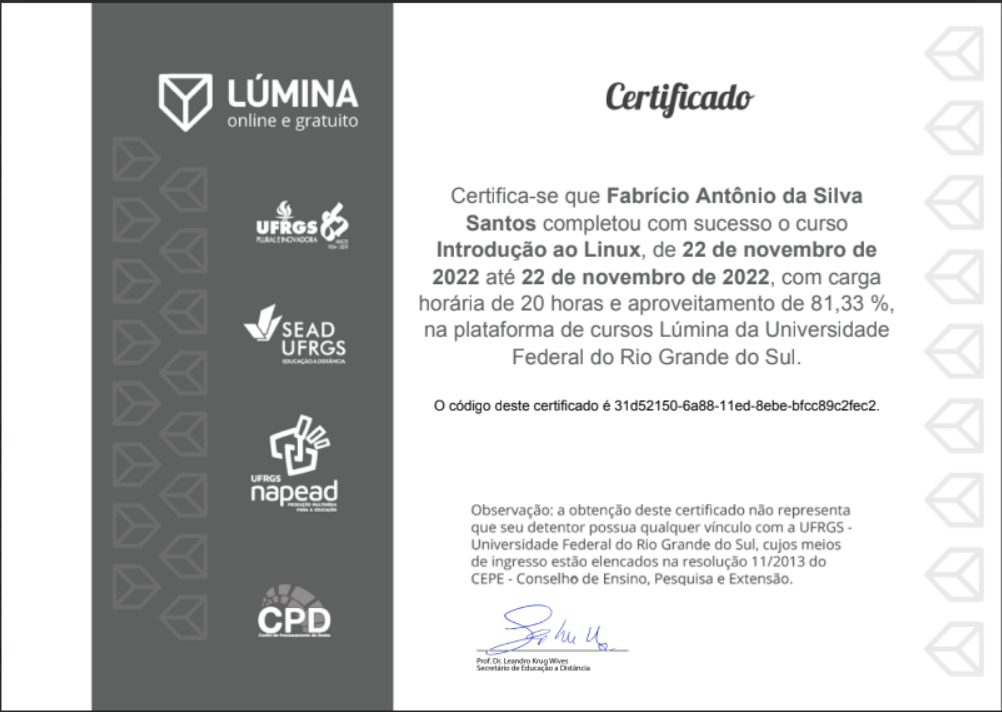 LÚMINA
online e gratuito
UFRGS
PLURAL E INOVADORA
ANOS
1934 - 2019
SEAD
UFRGS
EDUCAÇÃO A DISTÂNCIA
UFRGS
napead
PRODUÇÃO MULTIMÍDIA
PARA A EDUCAÇÃO
CPD
Centro de Processamento de Dados
Certificado
Certifica-se que Fabrício Antônio da Silva
Santos completou com sucesso o curso
Introdução ao Linux, de 22 de novembro de
2022 até 22 de novembro de 2022, com carga
horária de 20 horas e aproveitamento de 81,33 %,
na plataforma de cursos Lúmina da Universidade
Federal do Rio Grande do Sul.
O código deste certificado é 31d52150-6a88-11ed-8ebe-bfcc89c2fec2.
Observação: a obtenção deste certificado não representa
que seu detentor possua qualquer vínculo com a UFRGS -
Universidade Federal do Rio Grande do Sul, cujos meios
de ingresso estão elencados na resolução 11/2013 do
CEPE - Conselho de Ensino, Pesquisa e Extensão.
Prof. Dr. Leandro Krug Wives
Secretário de Educação a Distância